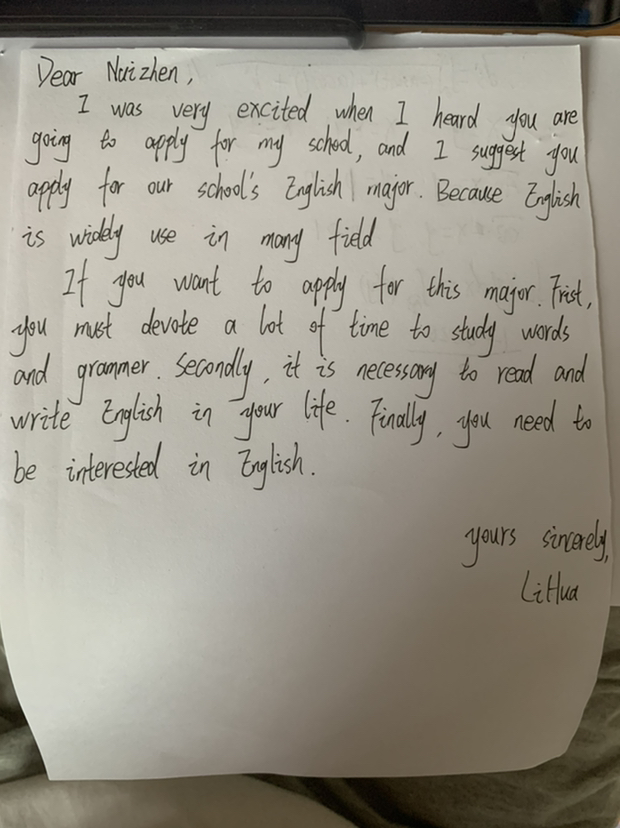 Dear Nuizhen,
I was very excited when I heard you are
going to apply for my school, and I suggest you
apply for our school's English major. Because English
is widely use in many field
If you want to apply for this major. Frist,
you must devote a lot of time to study words
and grammer. Secondly, it is necessary to read and
write English in your life. Finally, you need to
be interested in English.
yours sincerely,
LiHua